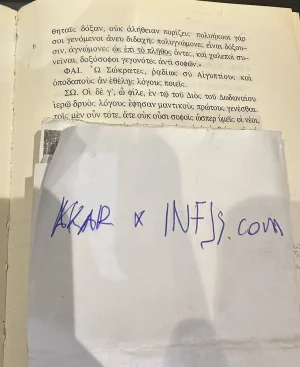 θηταῖς δόξαν, οὐκ ἀλήθειαν πορίζεις· πολυήκοοι γάρ
σοι γενόμενοι ἄνευ διδαχῆς πολυγνώμονες εἶναι δόξου-
b
σιν, ἀγνώμονες ὡς ἐπὶ τὸ πλῆθος ὄντες, καὶ χαλεποὶ συ-
νεῖναι, δοξόσοφοι γεγονότες ἀντὶ σοφῶν.»
ΦΑΙ. Ὦ Σώκρατες, ῥᾳδίως σὺ Αἰγυπτίους καὶ
ὁποδαποὺς ἂν ἐθέλῃς λόγους ποιεῖς.
ΣΩ. Οἱ δέ γ', ὦ φίλε, ἐν τῷ τοῦ Διὸς τοῦ Δωδωναίου
ἱερῷ δρυὸς λόγους ἔφησαν μαντικοὺς πρώτους γενέσθαι.
τοῖς μὲν οὖν τότε, ἅτε οὐκ οὖσι σοφοῖς ὥσπερ ὑμεῖς οἱ νέοι,
INFJs.com